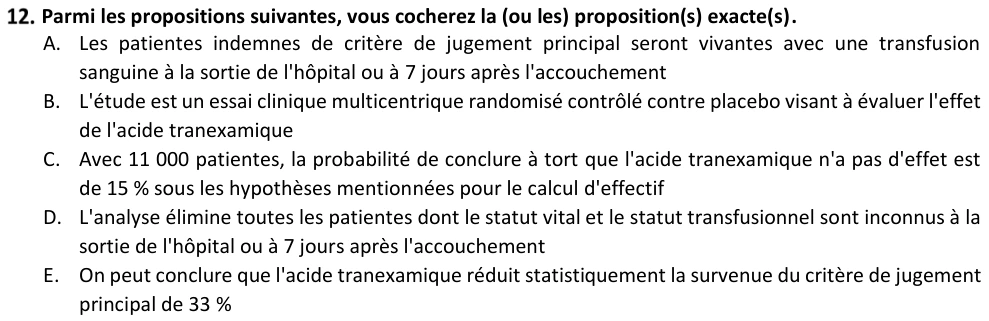 12. Parmi les propositions suivantes, vous cocherez la (ou les) proposition(s) exacte(s).
A. Les patientes indemnes de critère de jugement principal seront vivantes avec une transfusion
sanguine à la sortie de l'hôpital ou à 7 jours après l'accouchement
B. L'étude est un essai clinique multicentrique randomisé contrôlé contre placebo visant à évaluer l'effet
de l'acide tranexamique
C. Avec 11 000 patientes, la probabilité de conclure à tort que l'acide tranexamique n'a pas d'effet est
de 15 % sous les hypothèses mentionnées pour le calcul d'effectif
D. L'analyse élimine toutes les patientes dont le statut vital et le statut transfusionnel sont inconnus à la
sortie de l'hôpital ou à 7 jours après l'accouchement
E. On peut conclure que l'acide tranexamique réduit statistiquement la survenue du critère de jugement
principal de 33 %